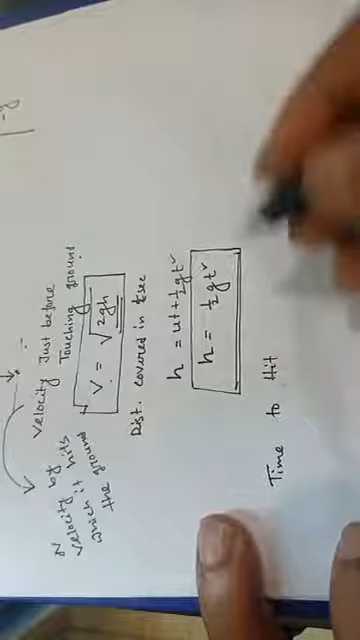 Velocity Just before
Touching ground
Velocity by
which it hits
the ground
V = √2gh
Dist. covered in t sec
h = ut + ½gt²
h = ½gt²
Time to Hit